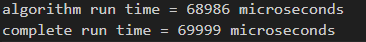 algorithm run time = 68986 microseconds
complete run time = 69999 microseconds